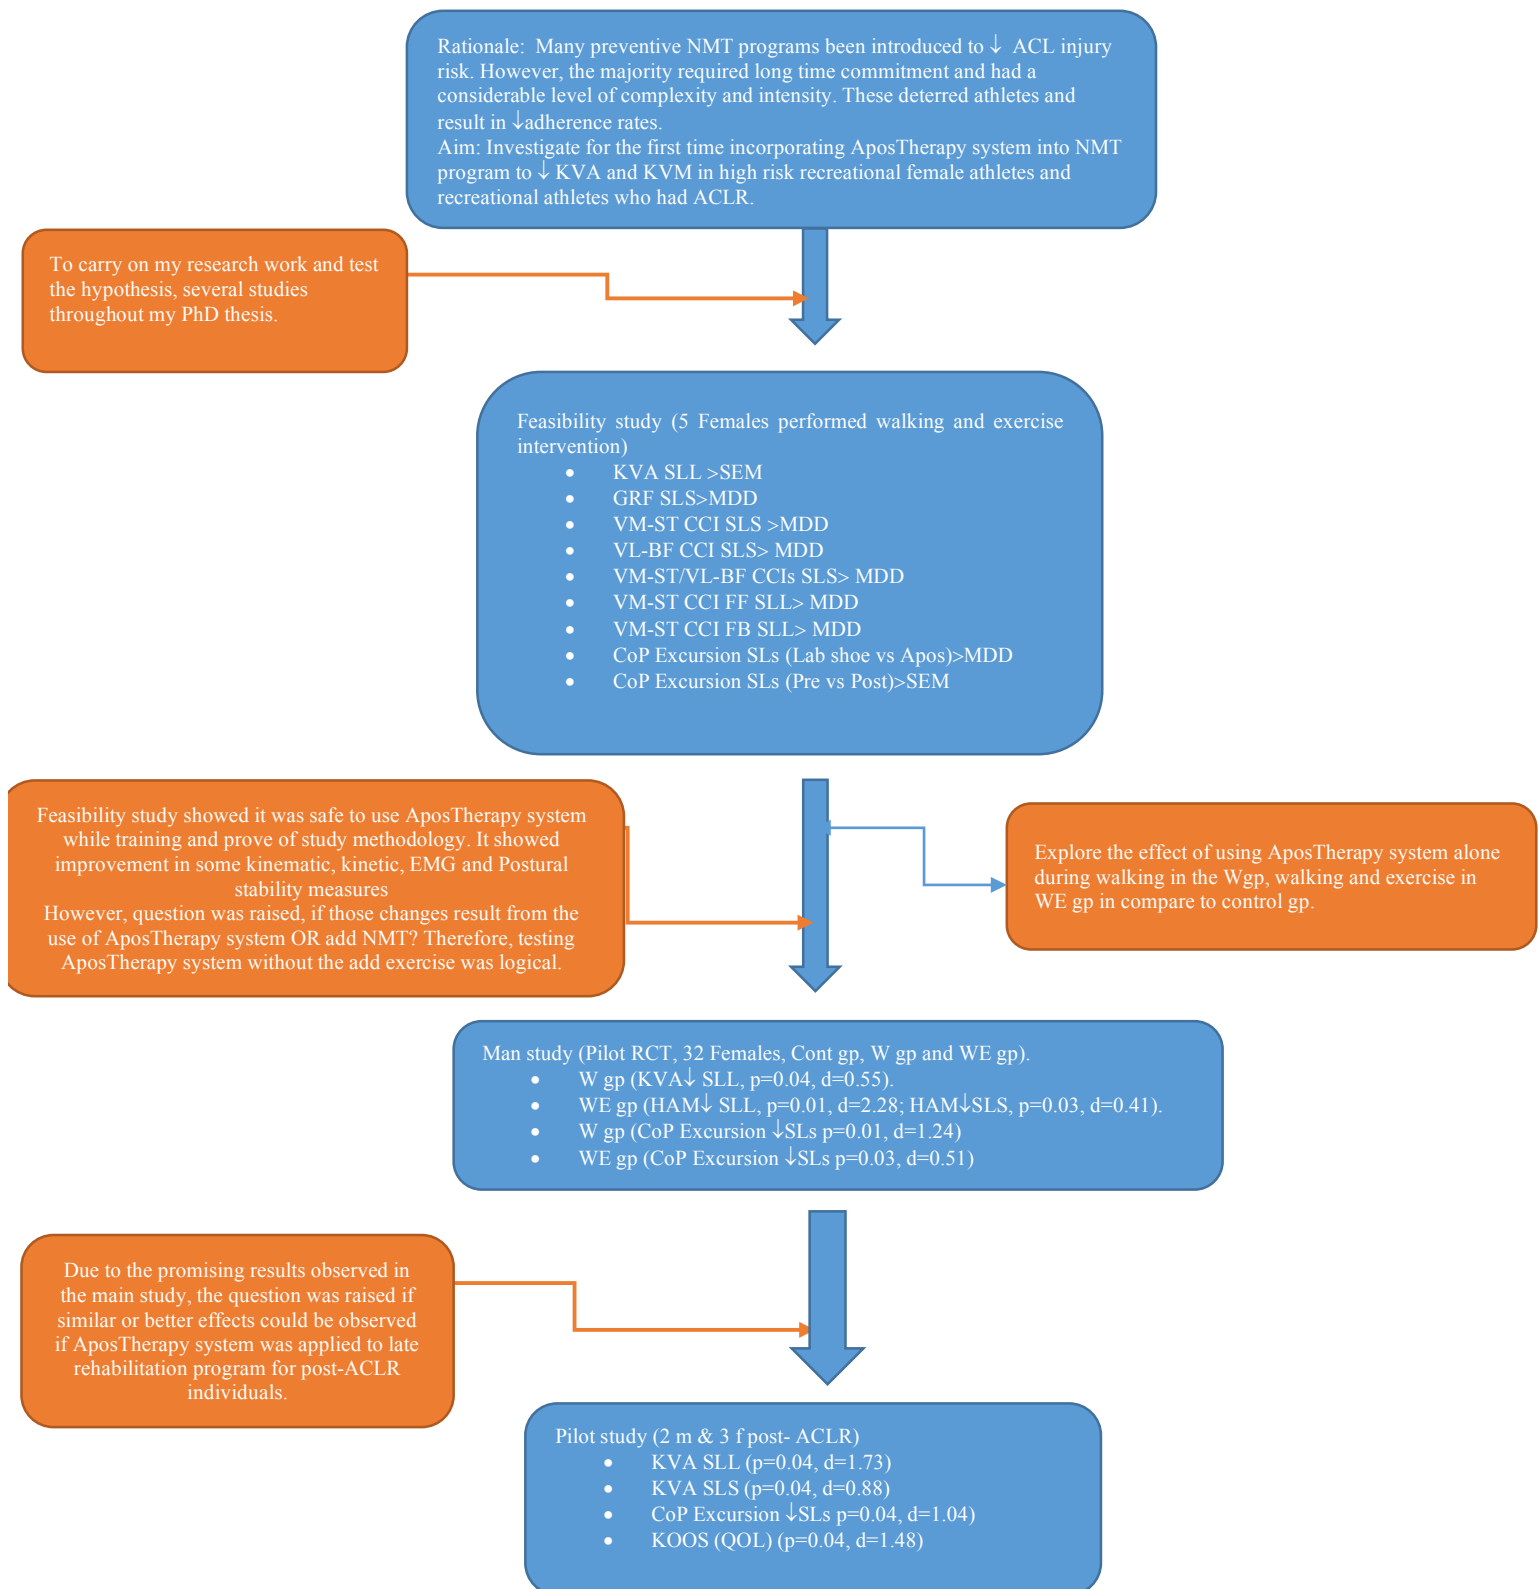 Rationale:  Many preventive NMT programs been introduced to ↓ ACL injury
risk. However, the majority required long time commitment and had a
considerable level of complexity and intensity. These deterred athletes and
result in ↓adherence rates.
Aim: Investigate for the first time incorporating AposTherapy system into NMT
program to ↓ KVA and KVM in high risk recreational female athletes and
recreational athletes who had ACLR.
To carry on my research work and test
the hypothesis, several studies
throughout my PhD thesis.
Feasibility study (5 Females performed walking and exercise
intervention)
• KVA SLL >SEM
• GRF SLS>MDD
• VM-ST CCI SLS >MDD
• VL-BF CCI SLS> MDD
• VM-ST/VL-BF CCIs SLS> MDD
• VM-ST CCI FF SLL> MDD
• VM-ST CCI FB SLL> MDD
• CoP Excursion SLs (Lab shoe vs Apos)>MDD
• CoP Excursion SLs (Pre vs Post)>SEM
Feasibility study showed it was safe to use AposTherapy system
while training and prove of study methodology. It showed
improvement in some kinematic, kinetic, EMG and Postural
stability measures
However, question was raised, if those changes result from the
use of AposTherapy system OR add NMT? Therefore, testing
AposTherapy system without the add exercise was logical.
Explore the effect of using AposTherapy system alone
during walking in the Wgp, walking and exercise in
WE gp in compare to control gp.
Man study (Pilot RCT, 32 Females, Cont gp, W gp and WE gp).
• W gp (KVA↓ SLL, p=0.04, d=0.55).
• WE gp (HAM↓ SLL, p=0.01, d=2.28; HAM↓SLS, p=0.03, d=0.41).
• W gp (CoP Excursion ↓SLs p=0.01, d=1.24)
• WE gp (CoP Excursion ↓SLs p=0.03, d=0.51)
Due to the promising results observed in
the main study, the question was raised if
similar or better effects could be observed
if AposTherapy system was applied to late
rehabilitation program for post-ACLR
individuals.
Pilot study (2 m & 3 f post- ACLR)
• KVA SLL (p=0.04, d=1.73)
• KVA SLS (p=0.04, d=0.88)
• CoP Excursion ↓SLs p=0.04, d=1.04)
• KOOS (QOL) (p=0.04, d=1.48)